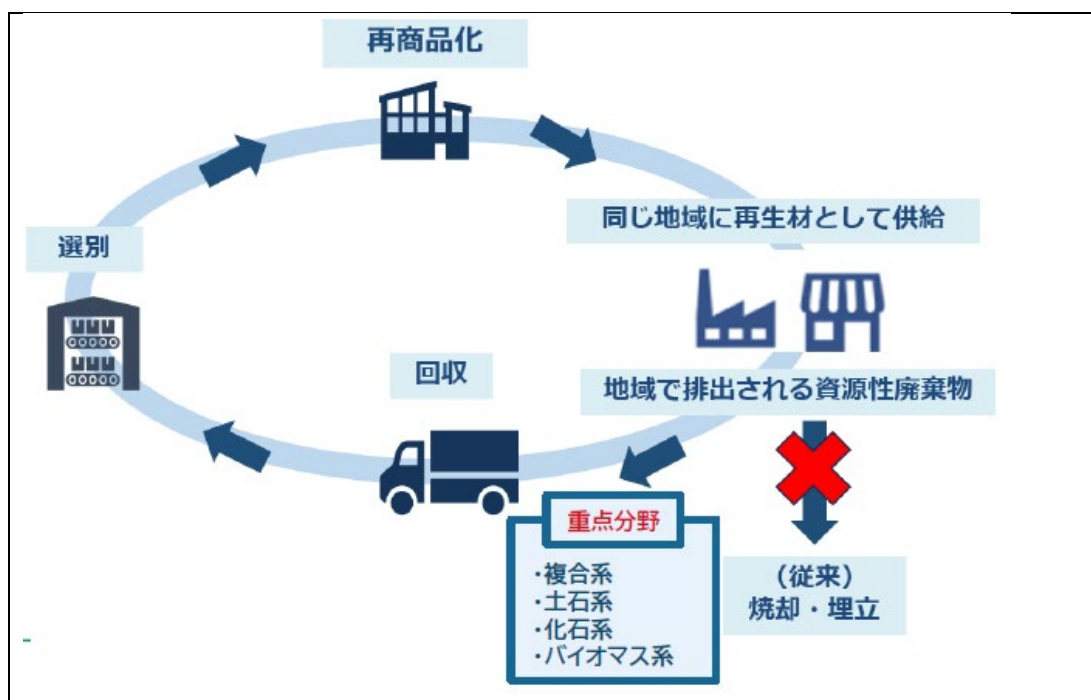 再商品化
同じ地域に再生材として供給
選別
回収
地域で排出される資源性廃棄物
重点分野
・複合系
・土石系
・化石系
・バイオマス系
（従来）
焼却・埋立